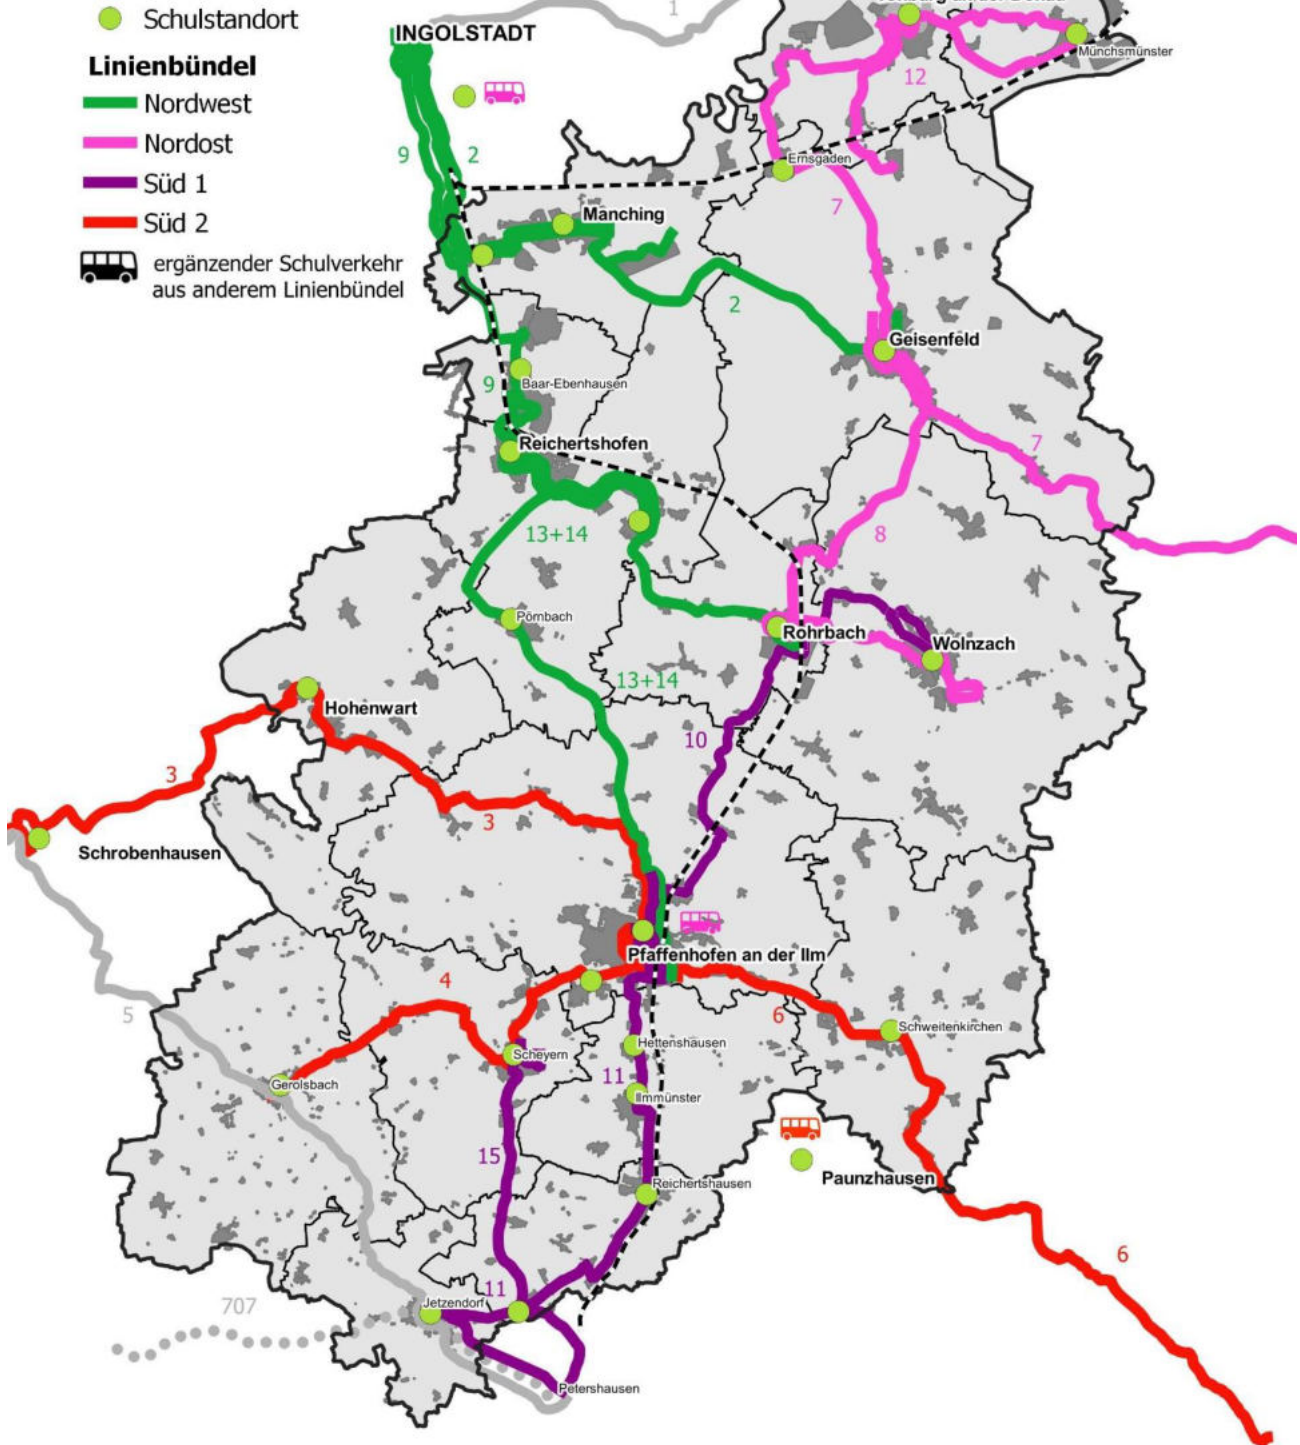 1
Schulstandort
INGOLSTADT
Münchsmünster
Linienbündel
12
Nordwest
Nordost
9
2
Ernsgaden
Süd 1
7
Manching
Süd 2
ergänzender Schulverkehr
aus anderem Linienbündel
2
Geisenfeld
9
Baar-Ebenhausen
Reichertshofen
7
13+14
8
Pörnbach
Rohrbach
Wolnzach
13+14
Hohenwart
10
3
3
Schrobenhausen
Pfaffenhofen an der Ilm
4
5
6
Schweitenkirchen
Hettenshausen
Scheyern
11
Gerolsbach
Ilmmünster
15
Paunzhausen
Reichertshausen
6
11
Jetzendorf
707
Petershausen